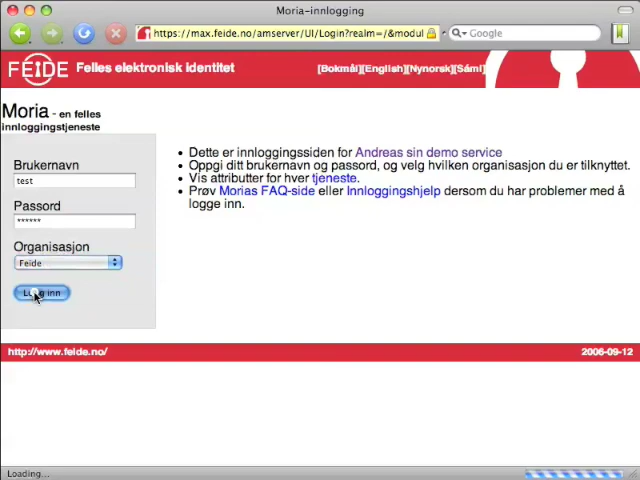 Moria-innlogging
https://max.feide.no/amserver/UI/Login?realm=/&modul
Google
FEIDE Felles elektronisk identitet
[Bokmål][English][Nynorsk][Sámi]
Moria - en felles
innloggingstjeneste
Brukernavn
test
Passord
******
Organisasjon
Feide
Logg inn
• Dette er innloggingssiden for Andreas sin demo service
• Oppgi ditt brukernavn og passord, og velg hvilken organisasjon du er tilknyttet.
• Vis attributter for hver tjeneste.
• Prøv Morias FAQ-side eller Innloggingshjelp dersom du har problemer med å
logge inn.
http://www.feide.no/
2006-09-12
Loading...